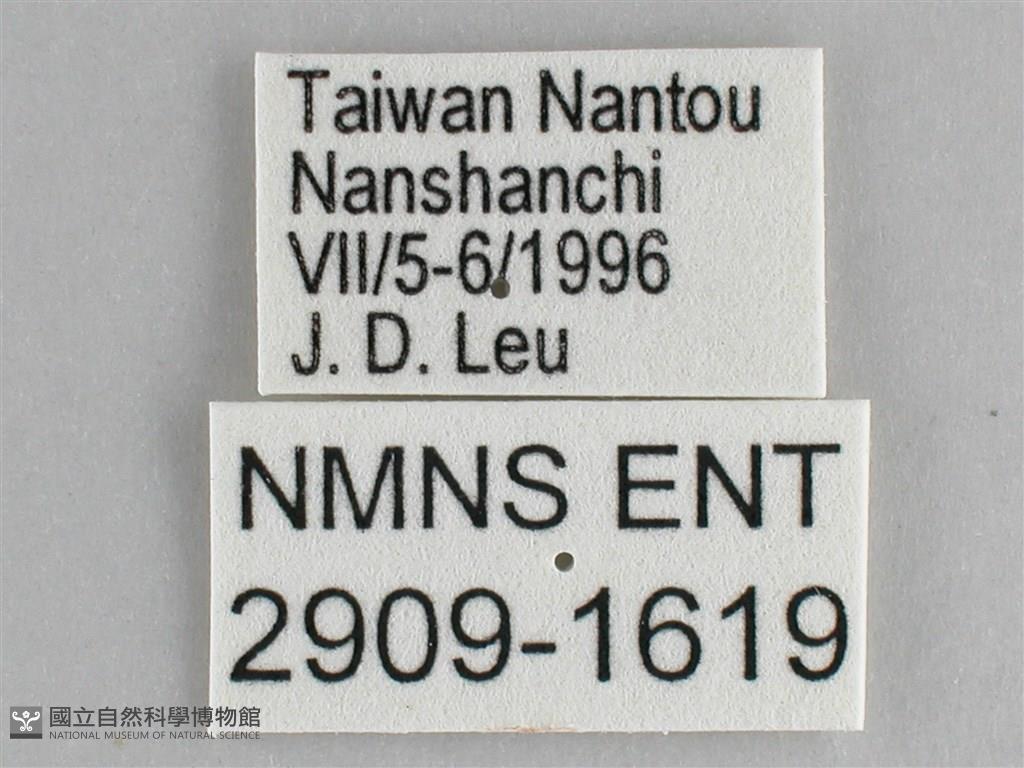 Taiwan Nantou
Nanshanchi
VII/5-6/1996
J. D. Leu
NMNS ENT
2909-1619
國立自然科學博物館
NATIONAL MUSEUM OF NATURAL SCIENCE